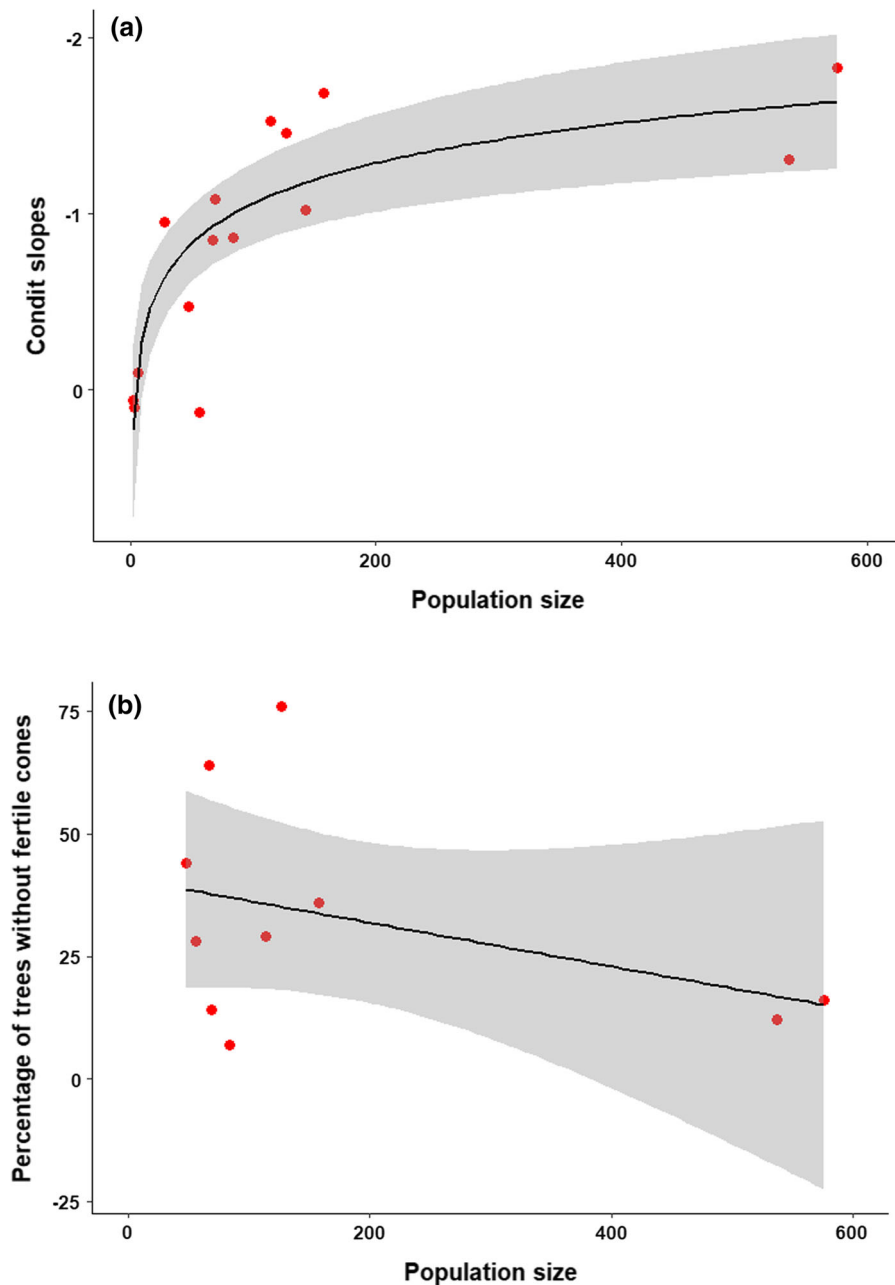 (a)
-2
-1
0
Condit slopes
0 200 400 600
Population size
(b)
75
50
25
0
-25
Percentage of trees without fertile cones
0 200 400 600
Population size